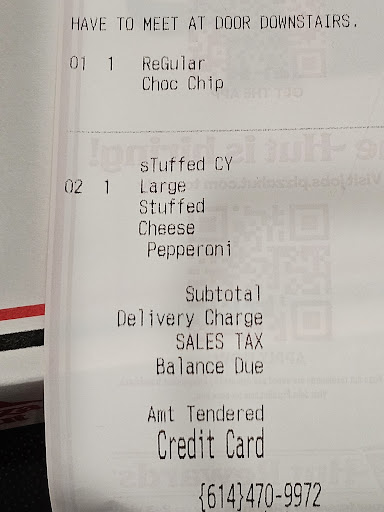 HAVE TO MEET AT DOOR DOWNSTAIRS.
01 1 ReGular
Choc Chip
sTuffed CY
02 1 Large
Stuffed
Cheese
Pepperoni
Subtotal
Delivery Charge
SALES TAX
Balance Due
Amt Tendered
Credit Card
{614}470-9972